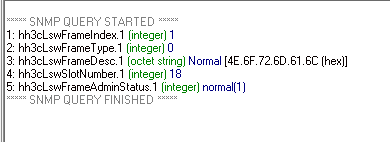 ***** SNMP QUERY STARTED *****
1: hh3cLswFrameIndex.1 (integer) 1
2: hh3cLswFrameType.1 (integer) 0
3: hh3cLswFrameDesc.1 (octet string) Normal [4E.6F.72.6D.61.6C (hex)]
4: hh3cLswSlotNumber.1 (integer) 18
5: hh3cLswFrameAdminStatus.1 (integer) normal(1)
***** SNMP QUERY FINISHED *****